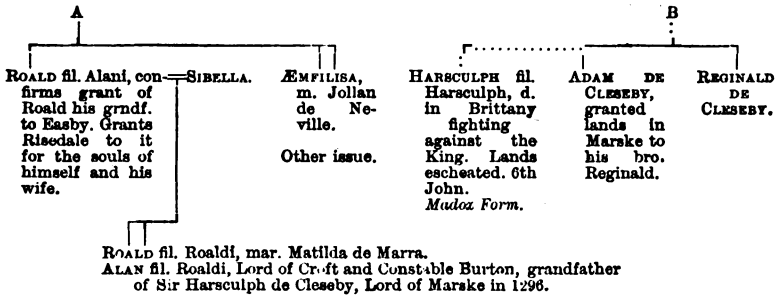 A
B
ROALD fil. Alani, con-
firms grant of
Roald his grndf.
to Easby. Grants
Risedale to it
for the souls of
himself and his
wife.
SIBELLA.
ÆMFILISA,
m. Jollan
de Ne-
ville.
Other issue.
HARSCULPH fil.
Harsculph, d.
in Brittany
fighting
against the
King. Lands
escheated. 6th
John.
Madox Form.
ADAM DE
CLESEBY,
granted
lands in
Marske to
his bro.
Reginald.
REGINALD
DE
CLESEBY.
ROALD fil. Roaldi, mar. Matilda de Marra.
ALAN fil. Roaldi, Lord of Croft and Constable Burton, grandfather
of Sir Harsculph de Cleseby, Lord of Marske in 1296.